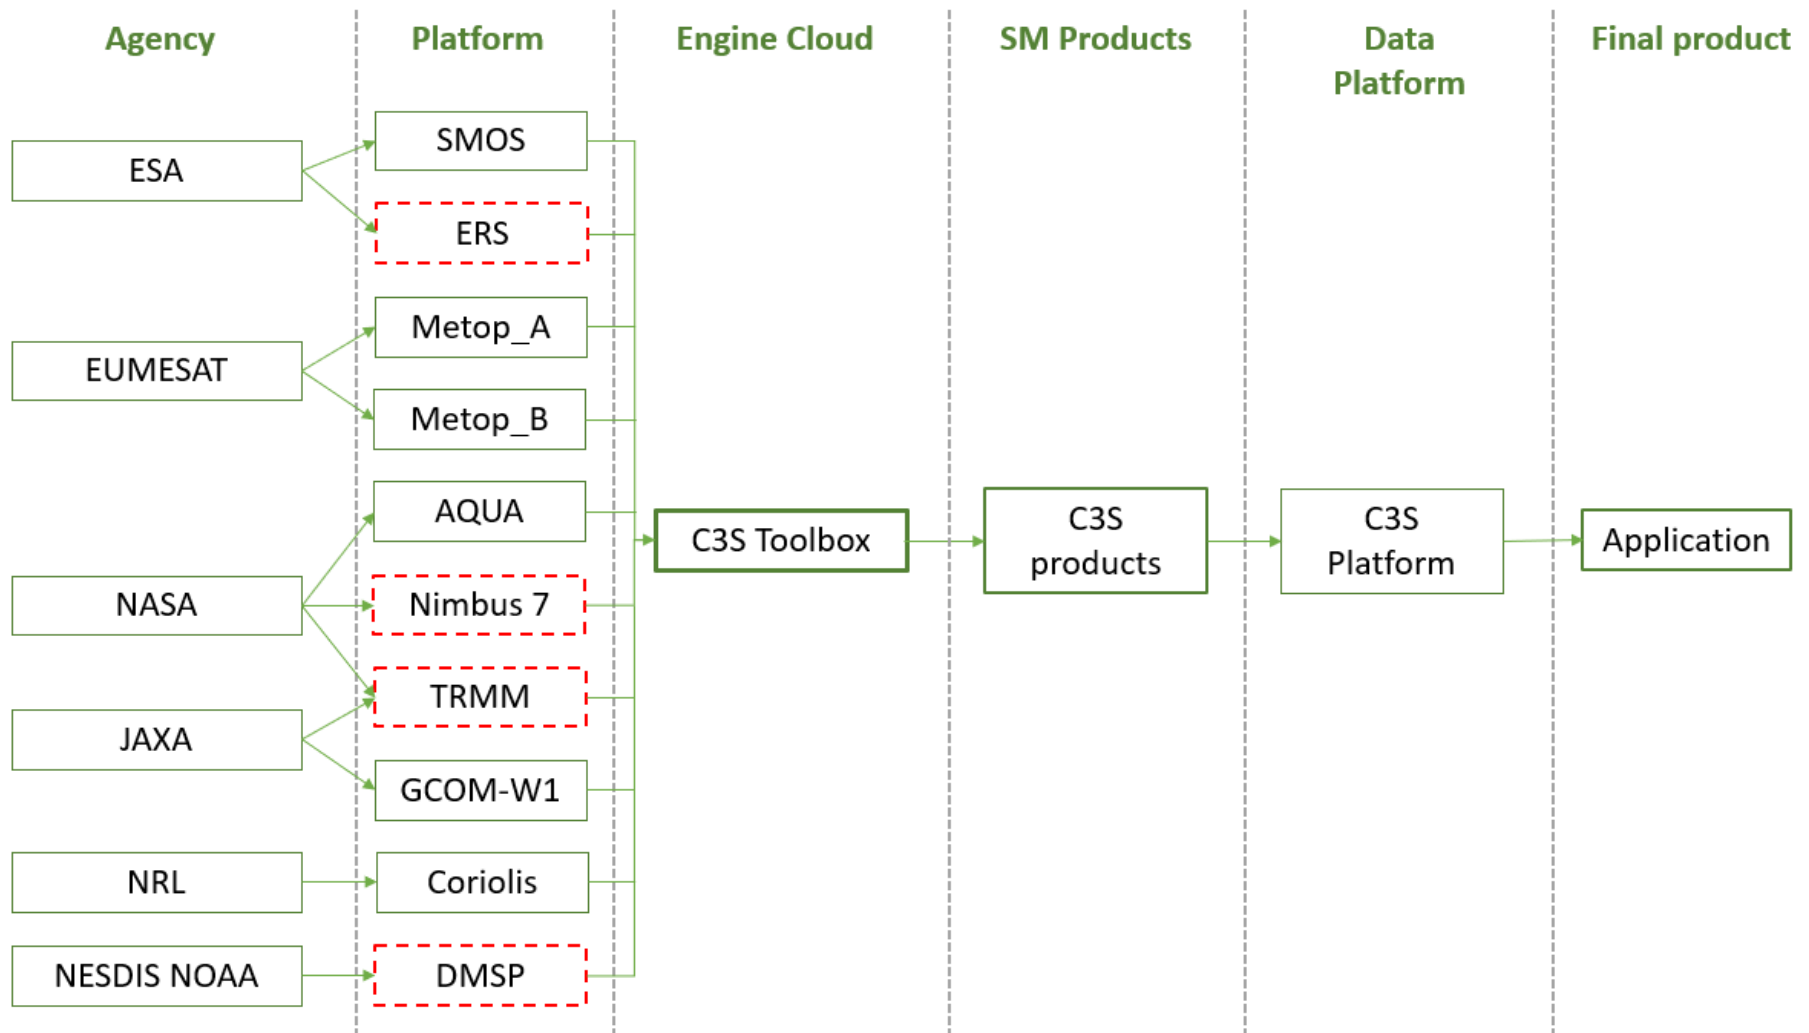 Agency
Platform
Engine Cloud
SM Products
Data
Platform
Final product
ESA
SMOS
ERS
EUMESAT
Metop_A
Metop_B
NASA
AQUA
Nimbus 7
TRMM
JAXA
GCOM-W1
NRL
Coriolis
NESDIS NOAA
DMSP
C3S Toolbox
C3S
products
C3S
Platform
Application